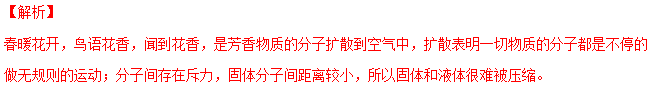 【解析】
春暖花开，鸟语花香，闻到花香，是芳香物质的分子扩散到空气中，扩散表明一切物质的分子都是不停的
做无规则的运动；分子间存在斥力，固体分子间距离较小，所以固体和液体很难被压缩。